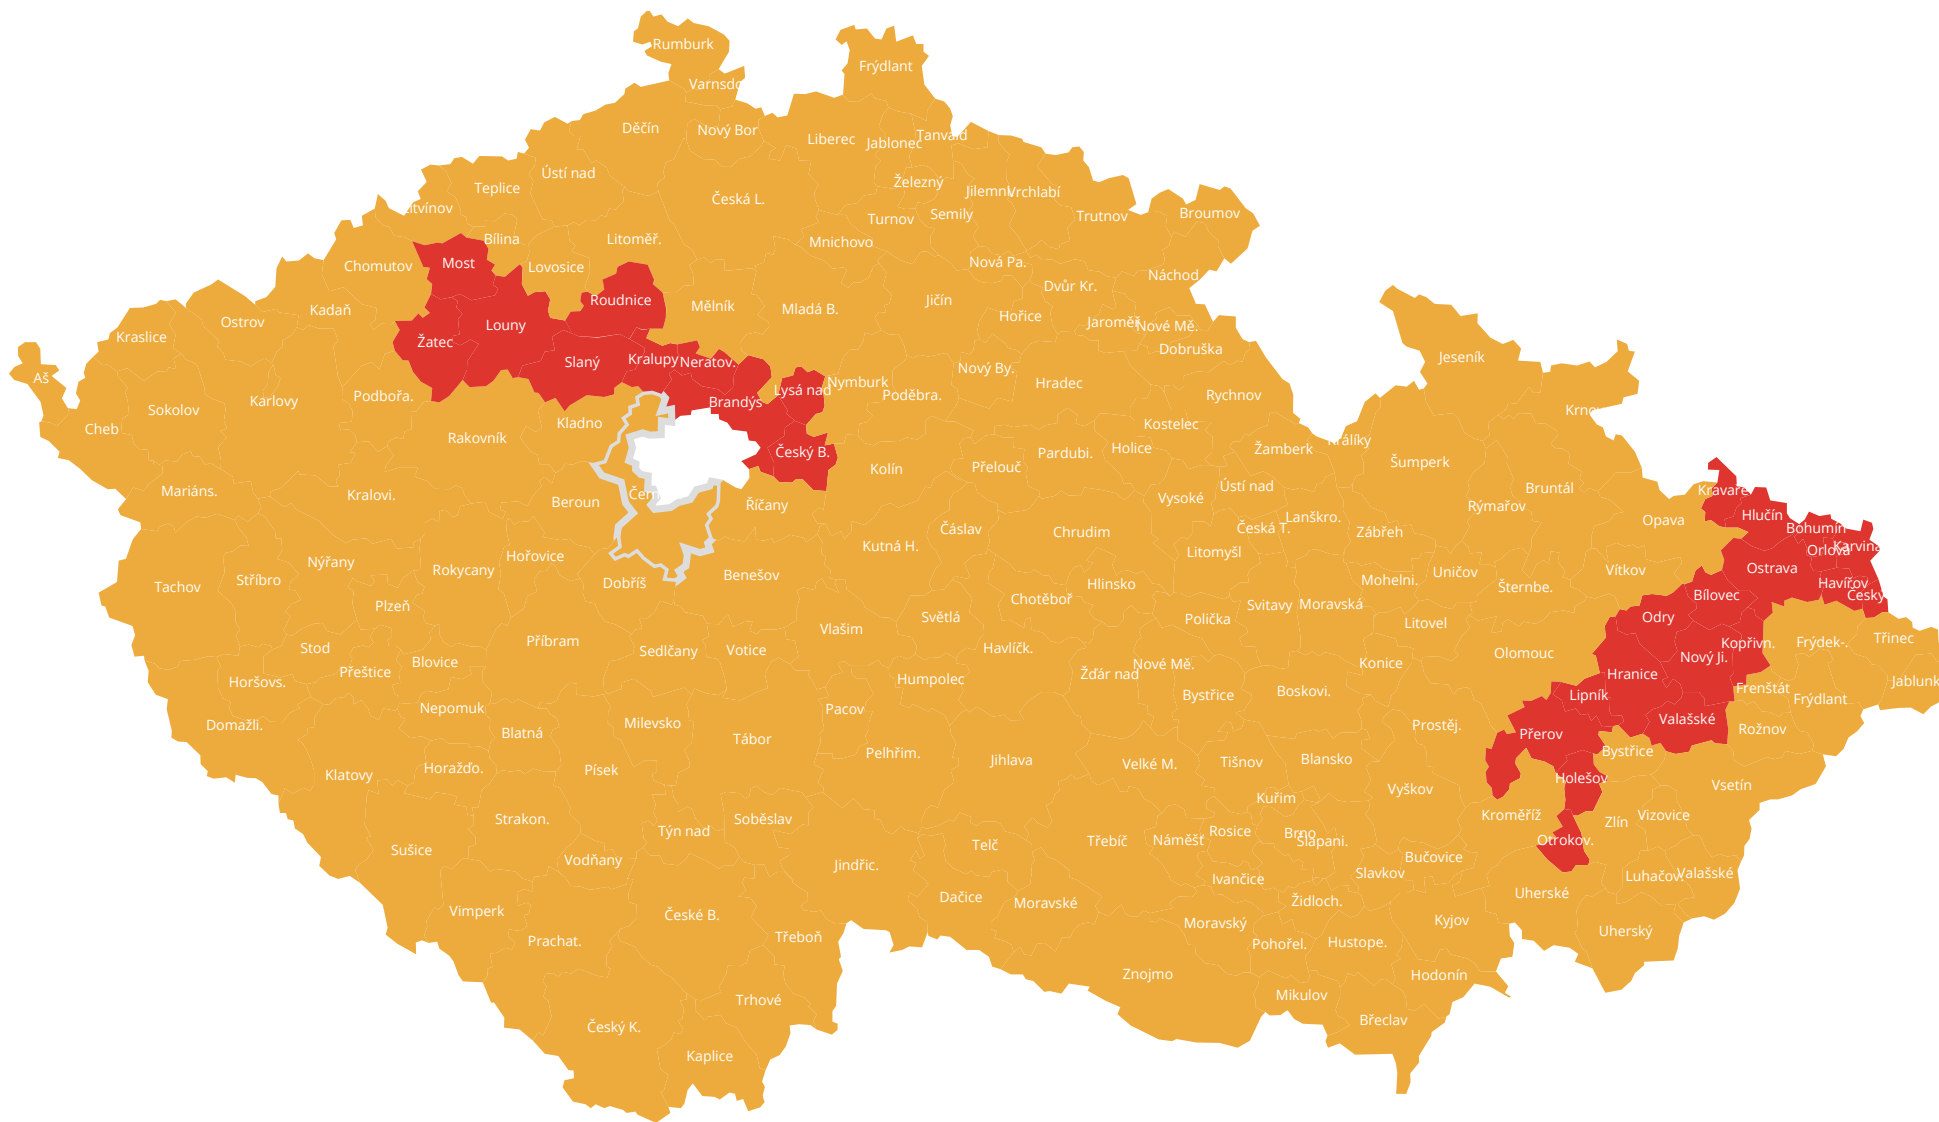 Rumburk
Frýdlant
Varnsdo
Děčín
Nový Bor
Liberec
Jablonec
Tanvald
Ústí nad
Teplice
Železný
Jilemni
Vrchlabí
Česká L.
Litvínov
Turnov
Semily
Trutnov
Broumov
Bílina
Litoměř.
Mnichovo
Most
Chomutov
Lovosice
Nová Pa.
Náchod
Dvůr Kr.
Roudnice
Jičín
Kadaň
Mělník
Mladá B.
Hořice
Ostrov
Louny
Jaroměř
Nové Mě.
Kraslice
Žatec
Dobruška
Jeseník
Slaný
Kralupy
Neratov.
Nový By.
Aš
Lysá nad
Nymburk
Hradec
Podbořa.
Poděbra.
Rychnov
Karlovy
Brandýs
Sokolov
Krnov
Cheb
Kladno
Kostelec
Rakovník
Králíky
Český B.
Pardubi.
Holice
Žamberk
Šumperk
Kolín
Přelouč
Mariáns.
Kralovi.
Ústí nad
Bruntál
Kravaře
Beroun
Čern
Říčany
Vysoké
Rýmařov
Hlučín
Lanškro.
Opava
Čáslav
Chrudim
Česká T.
Zábřeh
Bohumín
Kutná H.
Litomyšl
Orlová
Karviná
Hořovice
Nýřany
Rokycany
Ostrava
Vítkov
Uničov
Stříbro
Benešov
Mohelni.
Dobříš
Hlinsko
Šternbe.
Havířov
Tachov
Český
Bílovec
Chotěboř
Plzeň
Svitavy
Moravská
Světlá
Polička
Odry
Litovel
Vlašim
Příbram
Třinec
Frýdek-.
Kopřivn.
Stod
Havlíčk.
Sedlčany
Votice
Olomouc
Nový Ji.
Blovice
Konice
Nové Mě.
Přeštice
Žďár nad
Hranice
Humpolec
Jablunk
Horšovs.
Frenštát
Boskovi.
Bystřice
Lipník
Frýdlant
Nepomuk
Pacov
Valašské
Milevsko
Domažli.
Prostěj.
Rožnov
Blatná
Přerov
Tábor
Bystřice
Pelhřim.
Jihlava
Blansko
Tišnov
Velké M.
Horažďo.
Písek
Klatovy
Holešov
Vsetín
Vyškov
Kuřim
Kroměříž
Vizovice
Strakon.
Soběslav
Zlín
Týn nad
Rosice
Brno
Šlapani.
Otrokov.
Třebíč
Náměšť
Telč
Sušice
Bučovice
Vodňany
Jindřic.
Slavkov
Luhačov.
Valašské
Ivančice
Uherské
Dačice
Židloch.
Moravské
Vimperk
České B.
Kyjov
Moravský
Uherský
Třeboň
Prachat.
Hustope.
Pohořel.
Znojmo
Hodonín
Mikulov
Trhové
Břeclav
Český K.
Kaplice